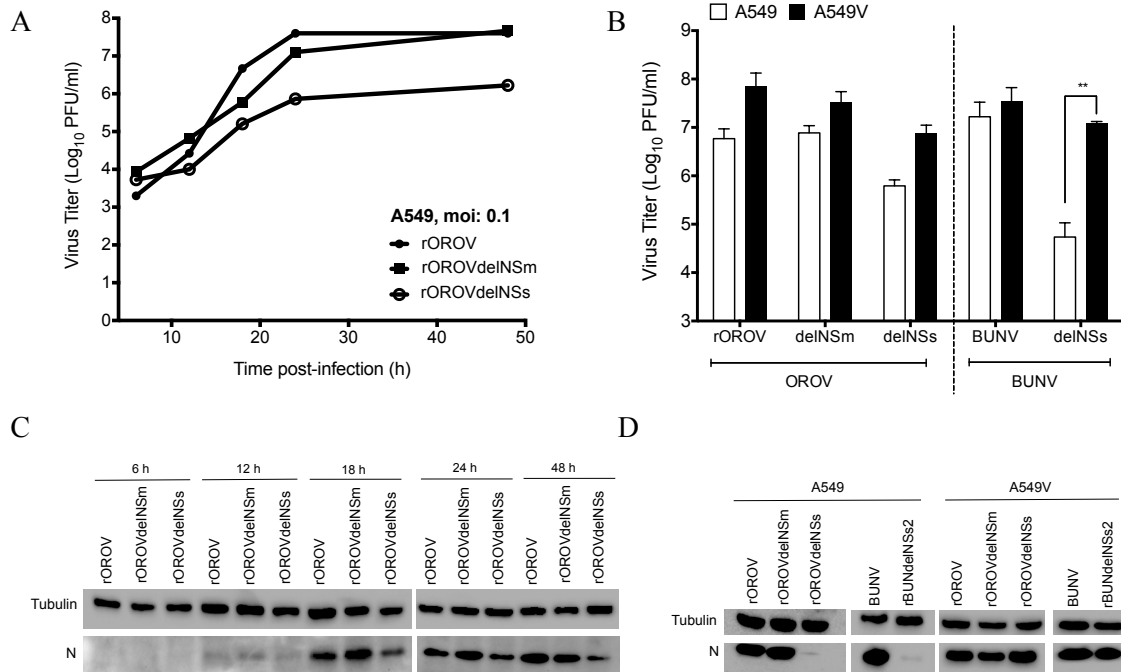 A
8
7
6
5
4
3
2
1
0
Virus Titer (Log10 PFU/ml)
10 20 30 40 50
Time post-infection (h)
A549, moi: 0.1
rOROV
rOROVdelNSm
rOROVdelNSs
B
A549 A549V
9
8
7
6
5
4
3
Virus Titer (Log10 PFU/ml)
**
rOROV delNSm delNSs BUNV delNSs
OROV BUNV
C
6 h 12 h 18 h 24 h 48 h
rOROV rOROVdelNSm rOROVdelNSs rOROV rOROVdelNSm rOROVdelNSs rOROV rOROVdelNSm rOROVdelNSs rOROV rOROVdelNSm rOROVdelNSs rOROV rOROVdelNSm rOROVdelNSs
Tubulin
N
D
A549 A549V
rOROV rOROVdelNSm rOROVdelNSs BUNV rBUNdelNSs2 rOROV rOROVdelNSm rOROVdelNSs BUNV rBUNdelNSs2
Tubulin
N